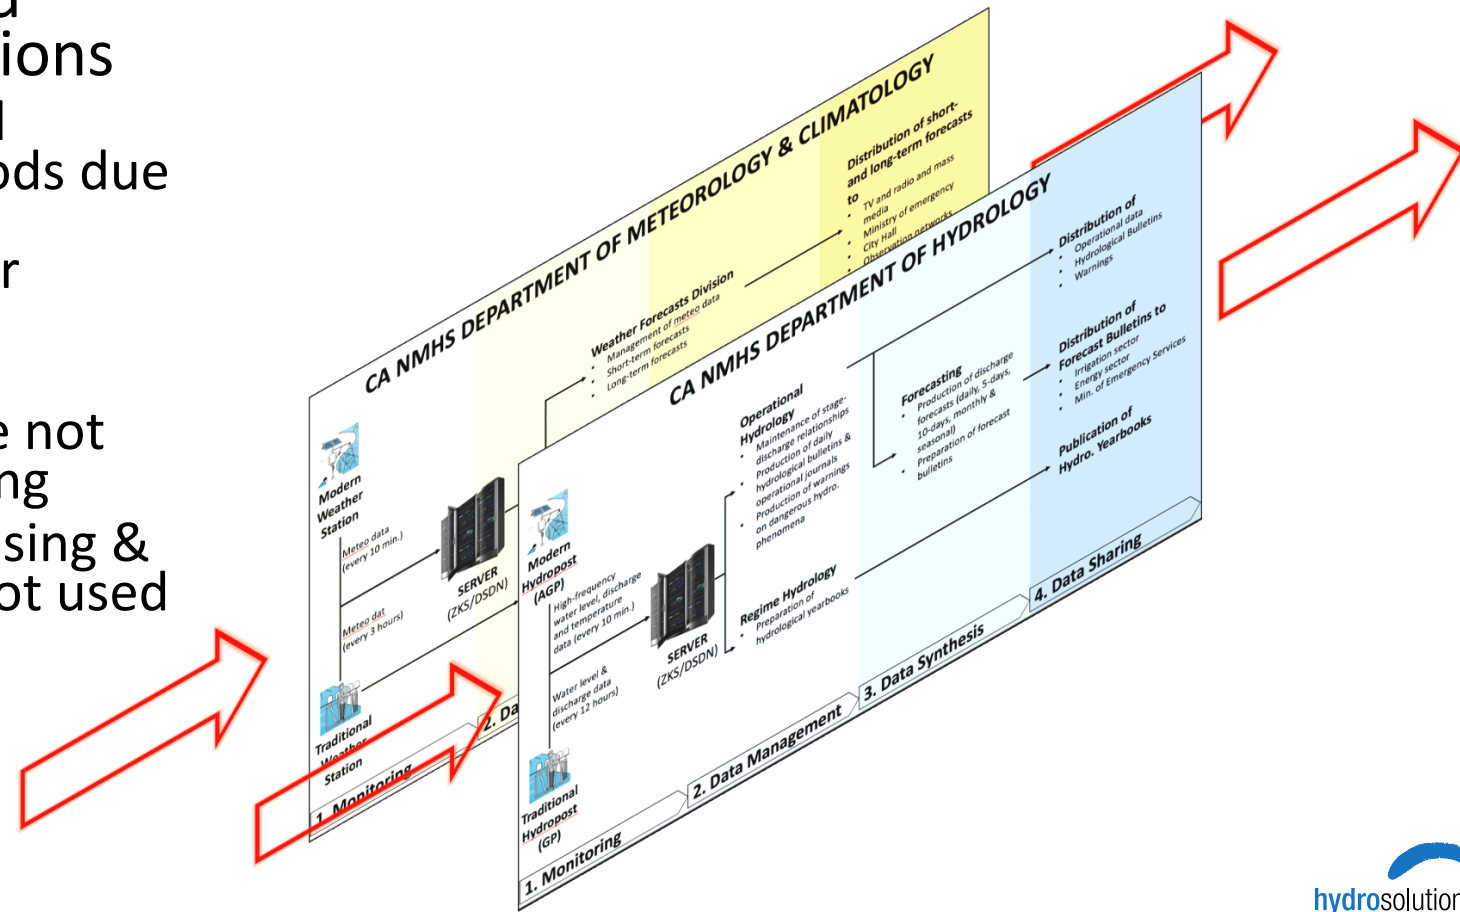 ions
ods due
r
e not
ng
sing &
ot used
CA NMHS DEPARTMENT OF METEOROLOGY & CLIMATOLOGY
Modern
Weather
Station
Meteo data
(every 10 min.)
Meteo dat
(every 3 hours)
Traditional
Weather
Station
SERVER
(ZKS/DSDN)
Weather Forecasts Division
• Management of meteo data
• Short-term forecasts
• Long-term forecasts
Distribution of short-
and long-term forecasts
to
• TV and radio and mass
media
• Ministry of emergency
• City Hall
• Observation networks
1. Monitoring
2. Da
CA NMHS DEPARTMENT OF HYDROLOGY
Modern
Hydropost
(AGP)
High-frequency
water level, discharge
and temperature
data (every 10 min.)
Water level &
discharge data
(every 12 hours)
Traditional
Hydropost
(GP)
SERVER
(ZKS/DSDN)
Operational
Hydrology
• Maintenance of stage-
discharge relationships
• Production of daily
hydrological bulletins &
operational journals
• Production of warnings
on dangerous hydro.
phenomena
Regime Hydrology
• Preparation of
hydrological yearbooks
Forecasting
• Production of discharge
forecasts (daily, 5-days,
10-days, monthly &
seasonal)
• Preparation of forecast
bulletins
Distribution of
• Operational data
• Hydrological Bulletins
• Warnings
Distribution of
Forecast Bulletins to
• Irrigation sector
• Energy sector
• Min. of Emergency Services
Publication of
Hydro. Yearbooks
1. Monitoring
2. Data Management
3. Data Synthesis
4. Data Sharing
hydrosolution